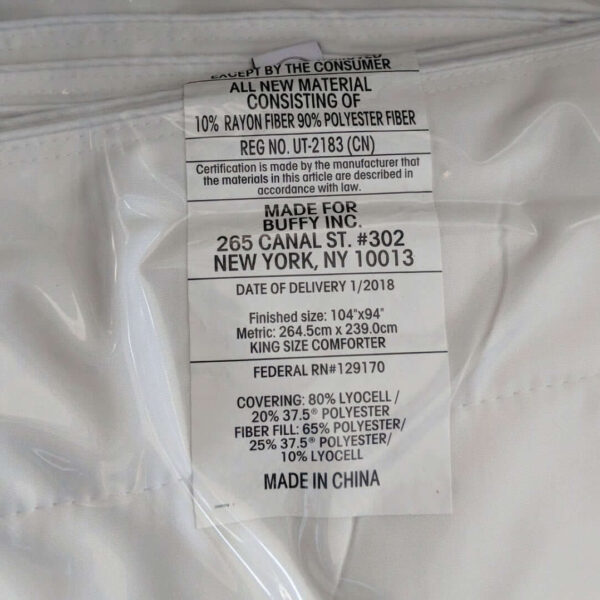 EXCEPT BY THE CONSUMER
ALL NEW MATERIAL
CONSISTING OF
10% RAYON FIBER 90% POLYESTER FIBER
REG NO. UT-2183 (CN)
Certification is made by the manufacturer that
the materials in this article are described in
accordance with law.
MADE FOR
BUFFY INC.
265 CANAL ST. #302
NEW YORK, NY 10013
DATE OF DELIVERY 1/2018
Finished size: 104"x94"
Metric: 264.5cm x 239.0cm
KING SIZE COMFORTER
FEDERAL RN#129170
COVERING: 80% LYOCELL /
20% 37.5® POLYESTER
FIBER FILL: 65% POLYESTER/
25% 37.5® POLYESTER/
10% LYOCELL
MADE IN CHINA